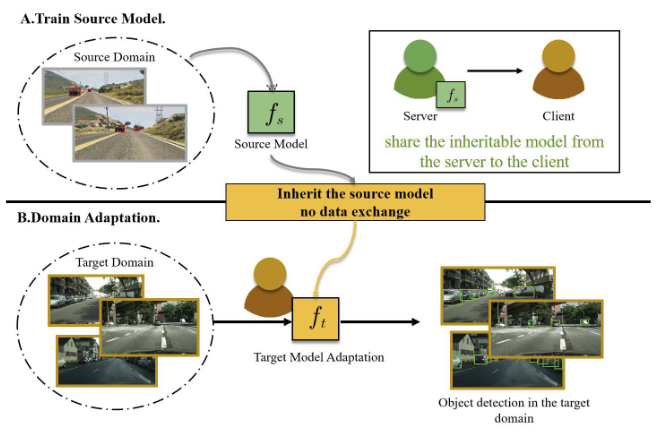 A.Train Source Model.
Source Domain
f_s
Source Model
Server
f_s
Client
share the inheritable model from
the server to the client
Inherit the source model
no data exchange
B.Domain Adaptation.
Target Domain
f_t
Target Model Adaptation
Object detection in the target
domain